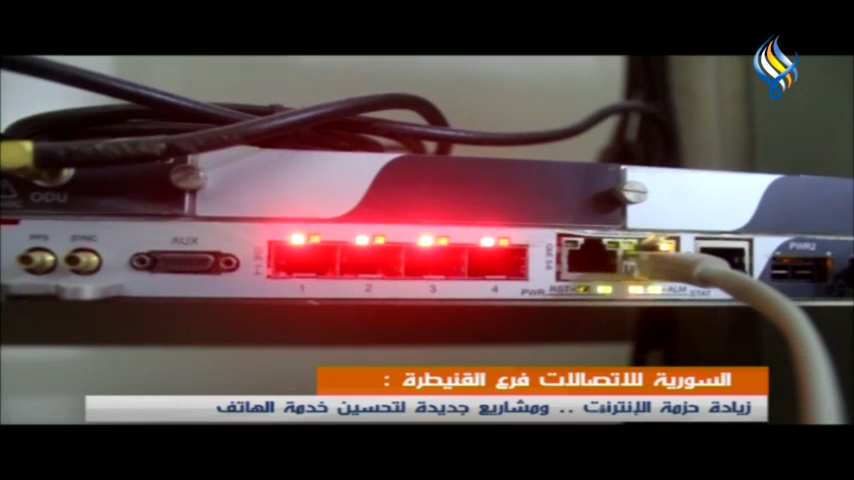 ODU
PPS SYNC AUX
1 2 3 4
PWR RST ALM
STAT
PWR2
السورية للاتصالات فرع القنيطرة :
زيادة حزمة الإنترنت .. ومشاريع جديدة لتحسين خدمة الهاتف